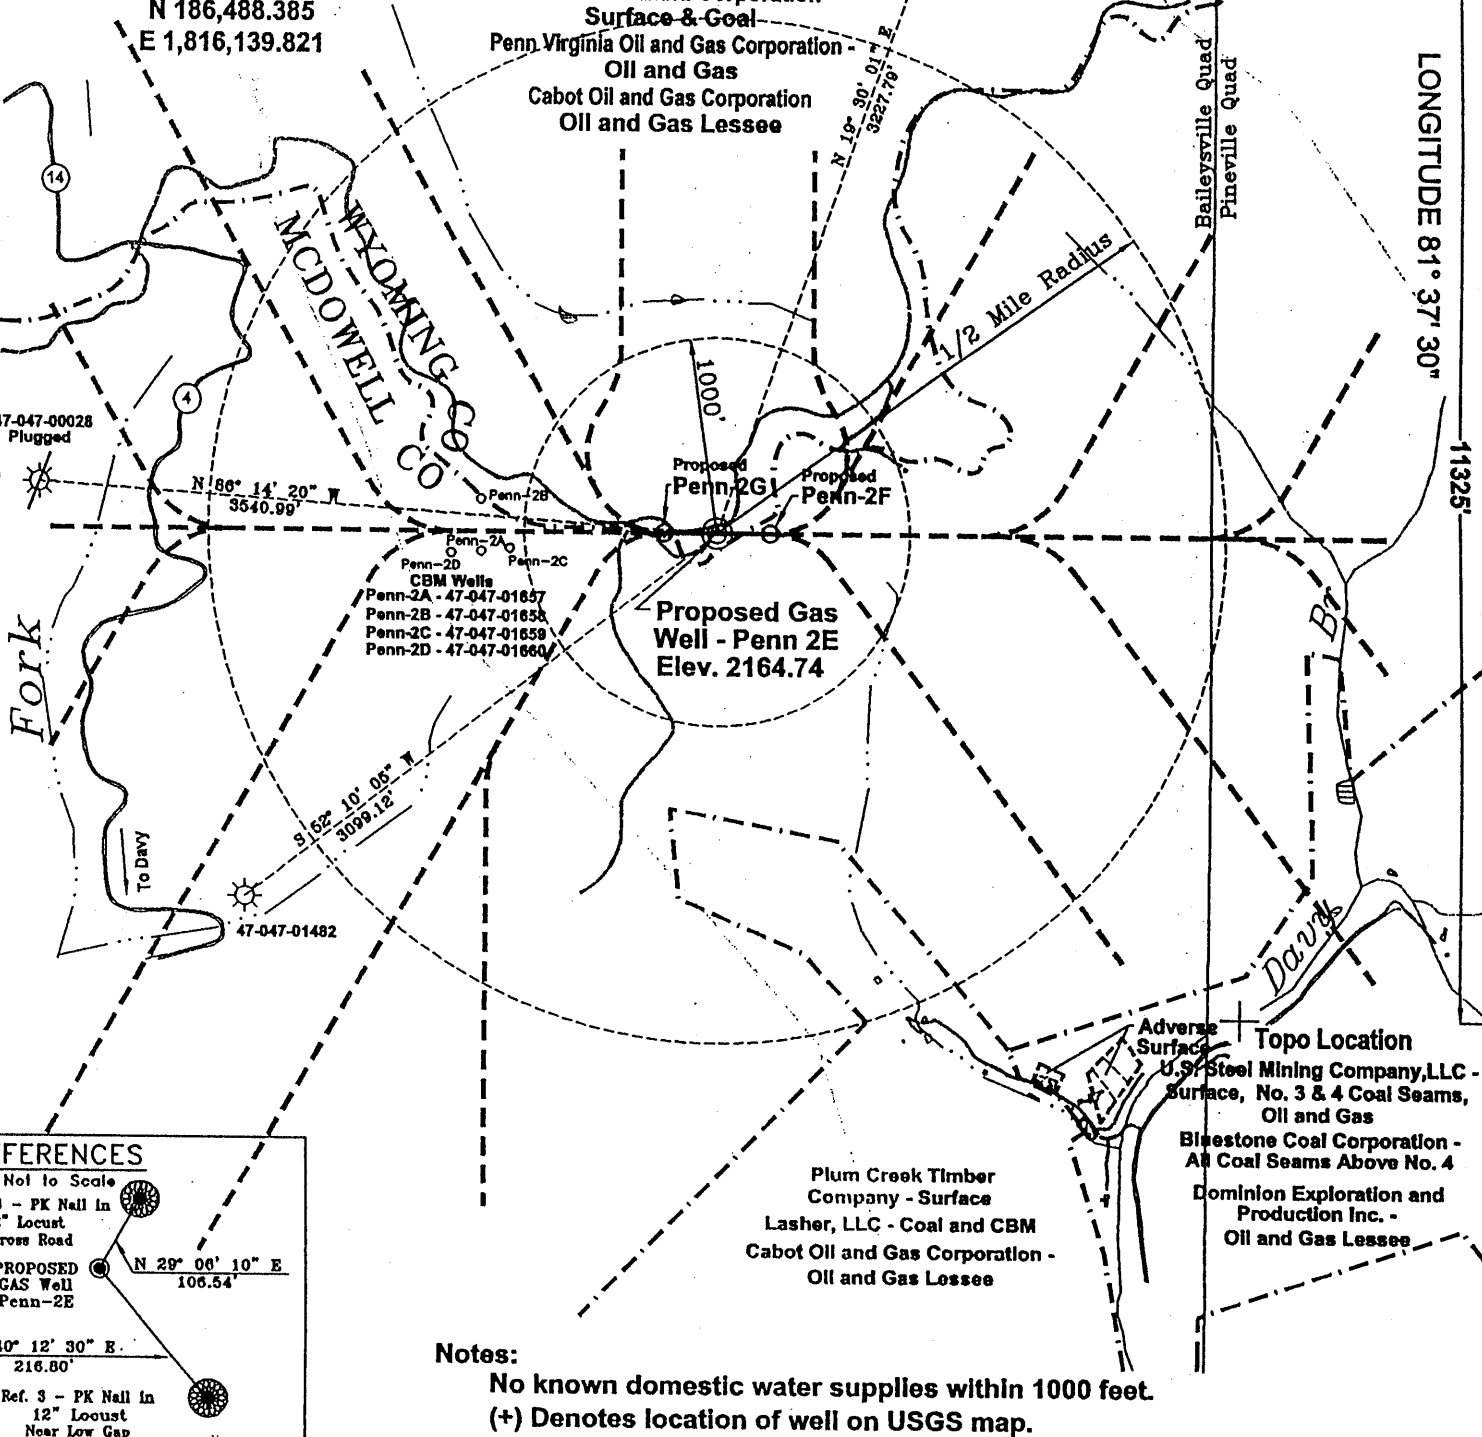 N 186,488.385
E 1,816,139.821
Corporation
Surface & Goal
Penn Virginia Oil and Gas Corporation -
Oil and Gas
Cabot Oil and Gas Corporation
Oil and Gas Lessee
N 19° 30' 01" E
3227.79'
Baileysville Quad
Pineville Quad
LONGITUDE 81° 37' 30"
11325'
14
WYOMING CO
MCDOWELL CO
1/2 Mile Radius
1000'
4
47-047-00028
Plugged
N 86° 14' 20" W
3540.99'
Penn-2B
Proposed
Penn-2G
Proposed
Penn-2F
Penn-2A
Penn-2D
Penn-2C
CBM Wells
Penn-2A - 47-047-01657
Penn-2B - 47-047-01658
Penn-2C - 47-047-01659
Penn-2D - 47-047-01660
Proposed Gas
Well - Penn 2E
Elev. 2164.74
Fork
Br
S 52° 10' 05" W
3099.12'
To Davy
47-047-01482
Davy
Adverse
Surface
Topo Location
U.S. Steel Mining Company,LLC -
Surface, No. 3 & 4 Coal Seams,
Oil and Gas
Bluestone Coal Corporation -
All Coal Seams Above No. 4
Dominion Exploration and
Production Inc. -
Oil and Gas Lessee
Plum Creek Timber
Company - Surface
Lasher, LLC - Coal and CBM
Cabot Oil and Gas Corporation -
Oil and Gas Lessee
FERENCES
Not to Scale
- PK Nail in
" Locust
ross Road
PROPOSED
GAS Well
Penn-2E
N 29° 06' 10" E
106.54'
0° 12' 30" E
216.80'
Ref. 3 - PK Nail in
12" Locust
Near Low Gap
Notes:
No known domestic water supplies within 1000 feet.
(+) Denotes location of well on USGS map.